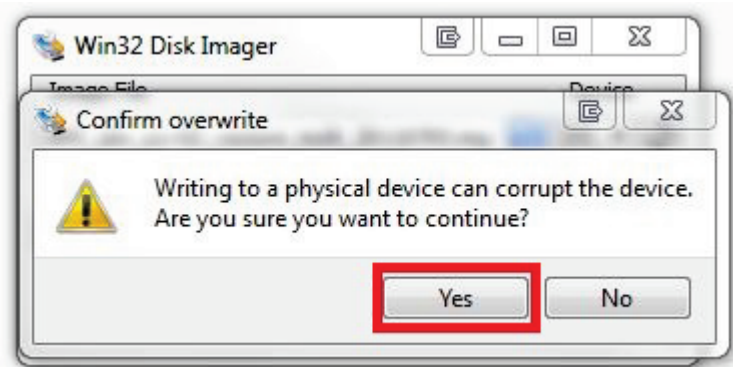 Win32 Disk Imager
Image File Device
Confirm overwrite
Writing to a physical device can corrupt the device.
Are you sure you want to continue?
Yes No